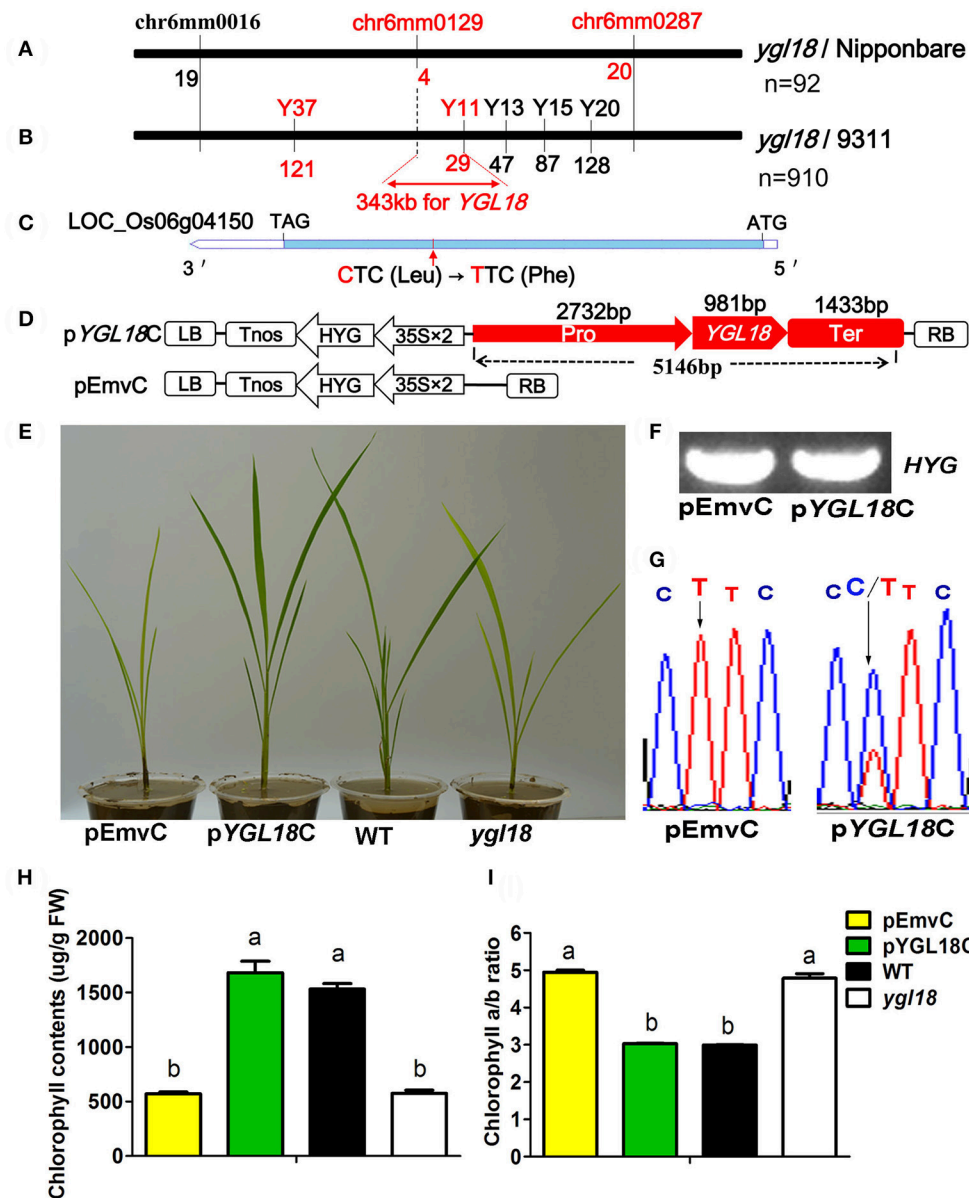 chr6mm0016 chr6mm0129 chr6mm0287
A ygl18 / Nipponbare
19 4 20 n=92
Y37 Y11 Y13 Y15 Y20
B ygl18 / 9311
121 29 47 87 128 n=910
343kb for YGL18
C LOC_Os06g04150 TAG ATG
3 ' 5 '
CTC (Leu) → TTC (Phe)
D 2732bp 981bp 1433bp
pYGL18C LB Tnos HYG 35S×2 Pro YGL18 Ter RB
5146bp
pEmvC LB Tnos HYG 35S×2 RB
E
pEmvC pYGL18C WT ygl18
F
HYG
pEmvC pYGL18C
G
C T T C C C/T T C
pEmvC pYGL18C
H
Chlorophyll contents (ug/g FW)
2000
1500
1000
500
0
b a a b
I
Chlorophyll a/b ratio
6
5
4
3
2
1
0
a b b a
pEmvC
pYGL18C
WT
ygl18